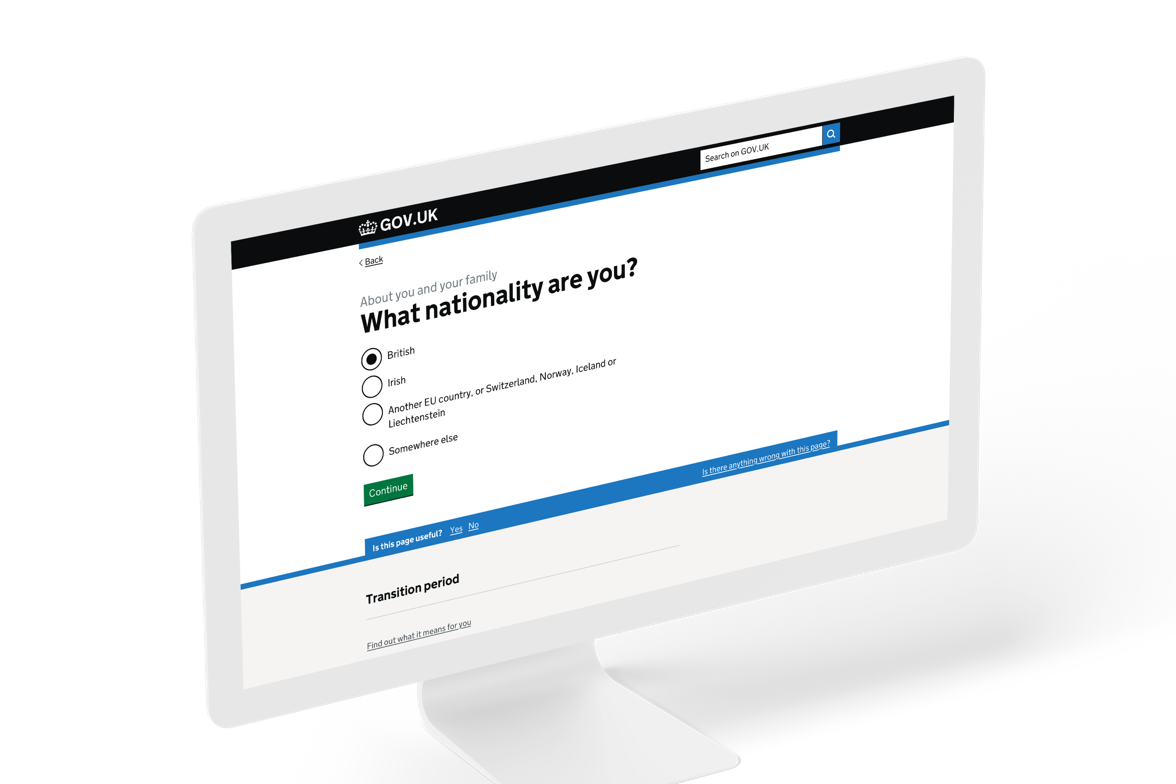 GOV.UK
Search on GOV.UK
Back
About you and your family
What nationality are you?
British
Irish
Another EU country, or Switzerland, Norway, Iceland or
Liechtenstein
Somewhere else
Continue
Is this page useful? Yes No
Is there anything wrong with this page?
Transition period
Find out what it means for you